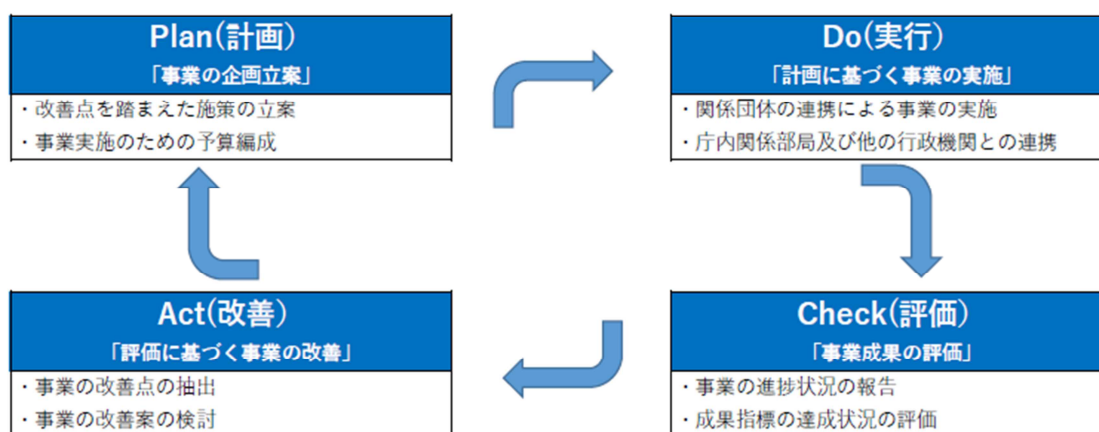 Plan(計画)
「事業の企画立案」
・改善点を踏まえた施策の立案
・事業実施のための予算編成
Do(実行)
「計画に基づく事業の実施」
・関係団体の連携による事業の実施
・庁内関係部局及び他の行政機関との連携
Check(評価)
「事業成果の評価」
・事業の進捗状況の報告
・成果指標の達成状況の評価
Act(改善)
「評価に基づく事業の改善」
・事業の改善点の抽出
・事業の改善案の検討